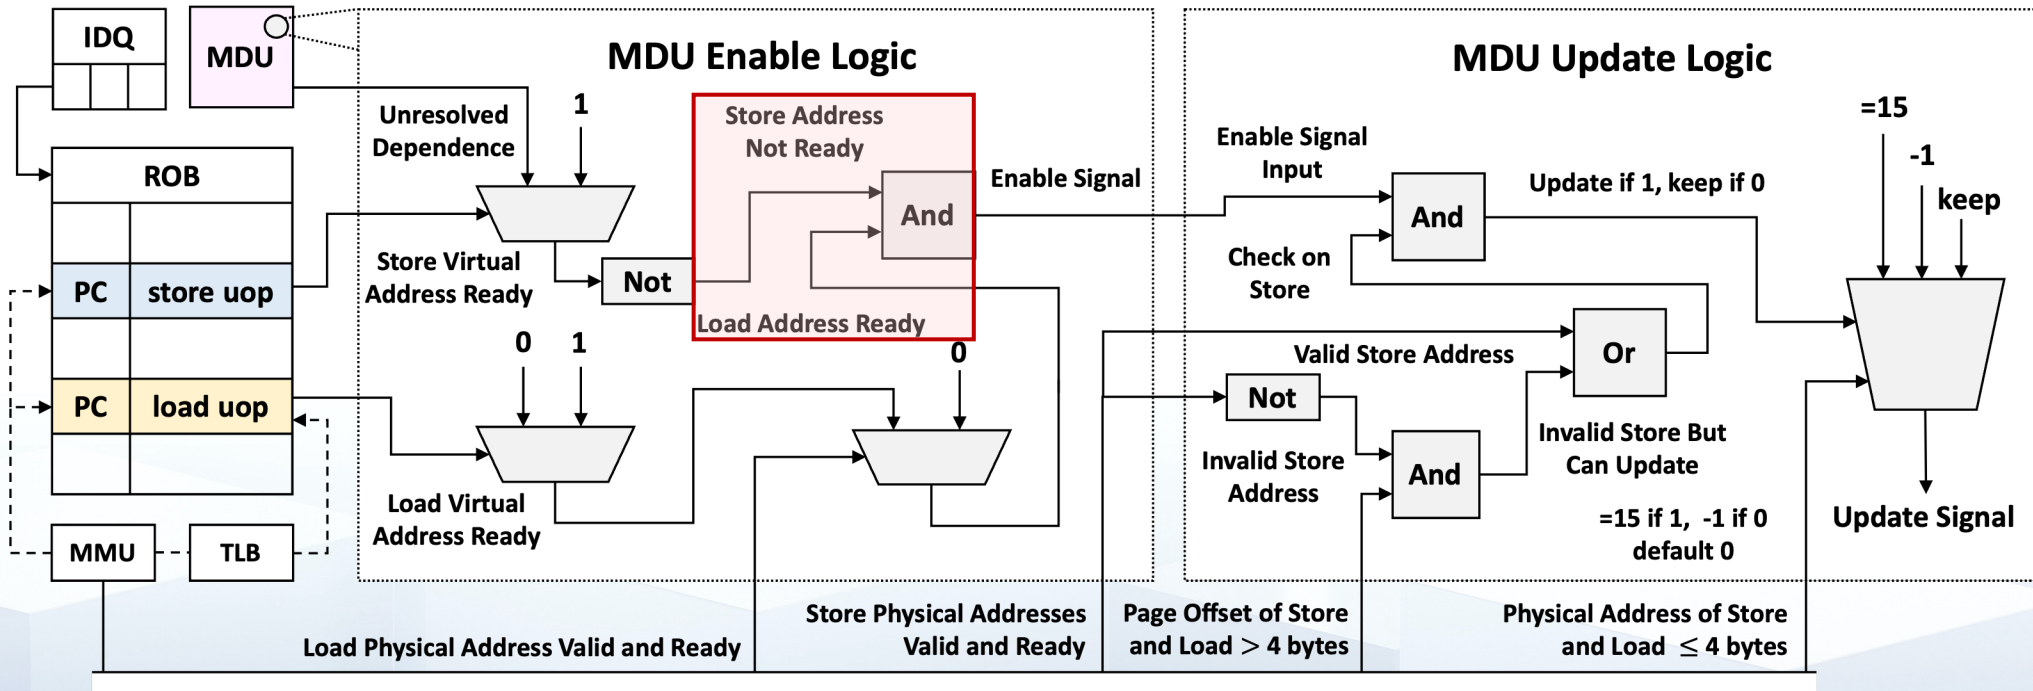 IDQ
MDU
ROB
PC
store uop
PC
load uop
MMU
TLB
MDU Enable Logic
Unresolved
Dependence
1
Store Address
Not Ready
And
Enable Signal
Store Virtual
Address Ready
Not
Load Address Ready
0
1
0
Load Virtual
Address Ready
MDU Update Logic
=15
-1
keep
Enable Signal
Input
And
Update if 1, keep if 0
Check on
Store
Or
Valid Store Address
Not
Invalid Store
Address
And
Invalid Store But
Can Update
=15 if 1, -1 if 0
default 0
Update Signal
Load Physical Address Valid and Ready
Store Physical Addresses
Valid and Ready
Page Offset of Store
and Load > 4 bytes
Physical Address of Store
and Load ≤ 4 bytes